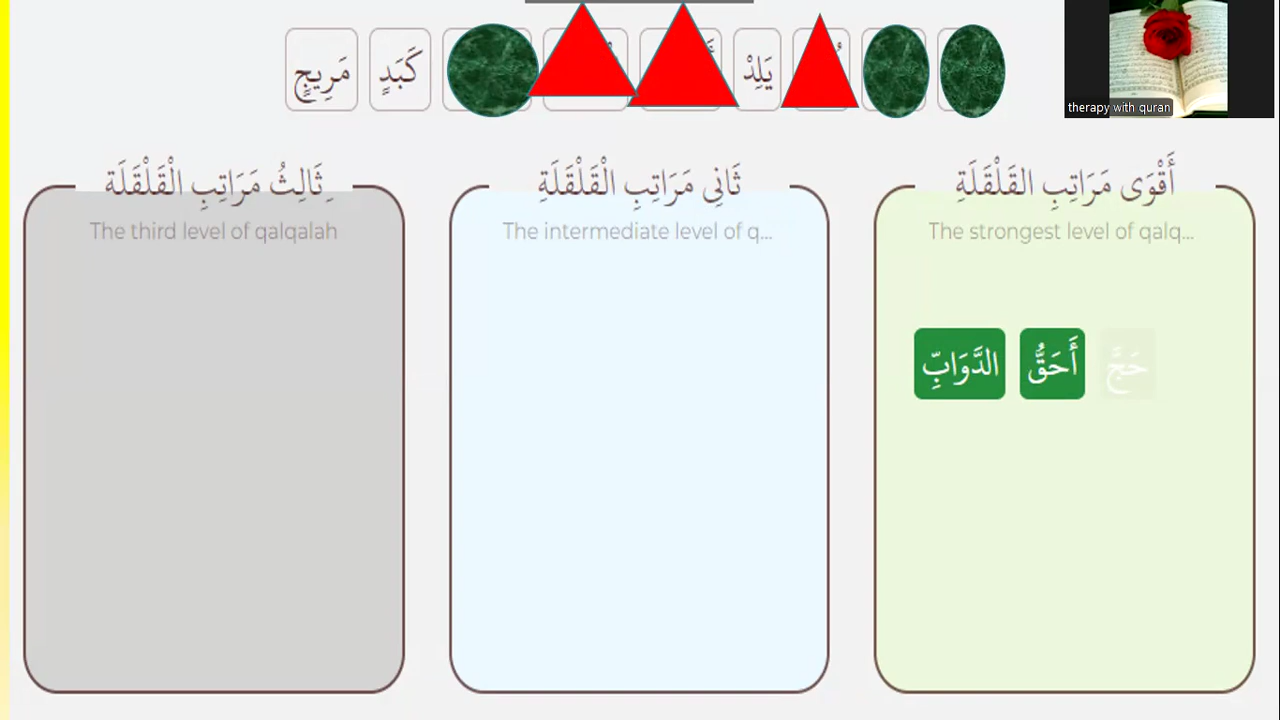 يَلِدْ كَبَدٍ مَرِيجٍ
therapy with quran
أَقْوَى مَرَاتِبِ القَلْقَلَةِ
The strongest level of qalq...
حَجَّ أَحَقُّ الدَّوَابِّ
ثَانِي مَرَاتِبِ الْقَلْقَلَةِ
The intermediate level of q...
ِثَالِثُ مَرَاتِبِ الْقَلْقَلَة
The third level of qalqalah